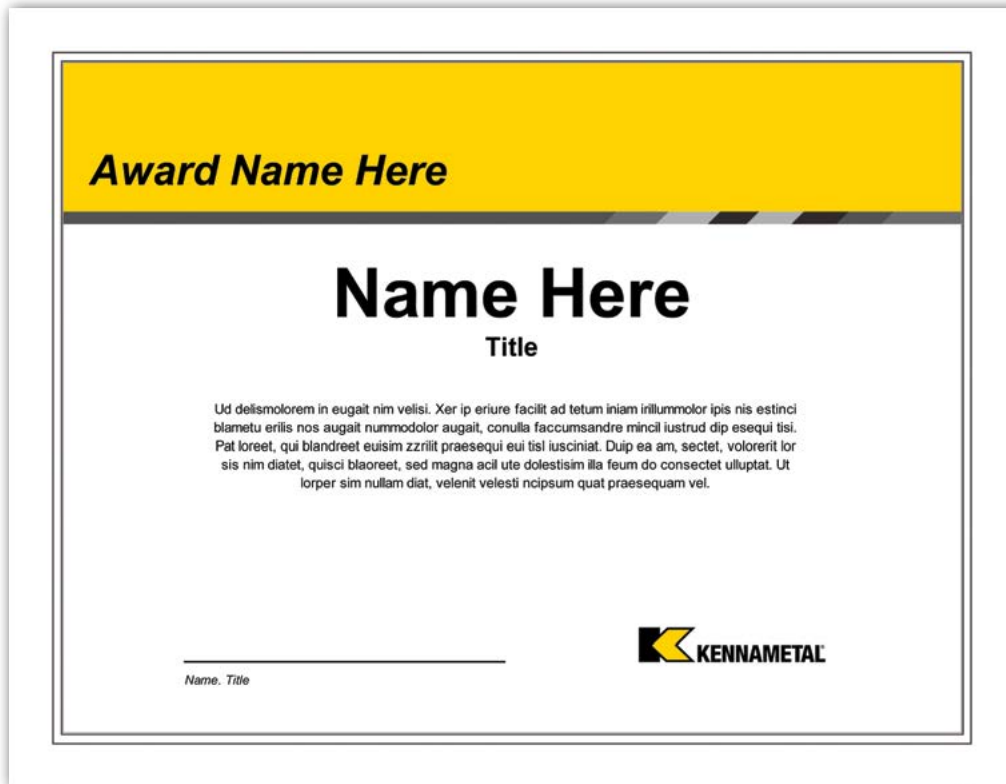 Award Name Here
Name Here
Title
Ud delismolorem in eugait nim velisi. Xer ip eriure facilit ad tetum iniam irillummolor ipis nis estinci
blametu erilis nos augait nummodolor augait, conulla faccumsandre mincil iustrud dip esequi tisi.
Pat loreet, qui blandreet euisim zzrilit praesequi eui tisl iusciniat. Duip ea am, sectet, volorerit lor
sis nim diatet, quisci blaoreet, sed magna acil ute dolestisim illa feum do consectet ulluptat. Ut
lorper sim nullam diat, velenit velesti ncipsum quat praesequam vel.
KENNAMETAL
Name. Title